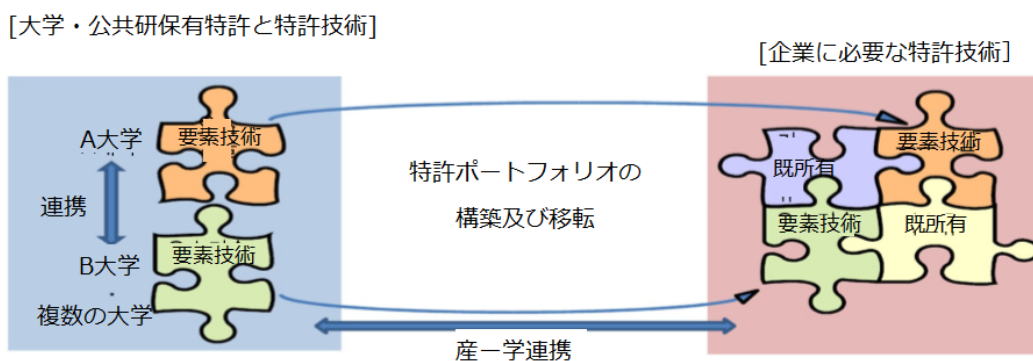 [大学・公共研保有特許と特許技術]
[企業に必要な特許技術]
A大学
要素技術
連携
B大学
要素技術
・
複数の大学
特許ポートフォリオの
構築及び移転
産ー学連携
既所有
要素技術
要素技術
既所有